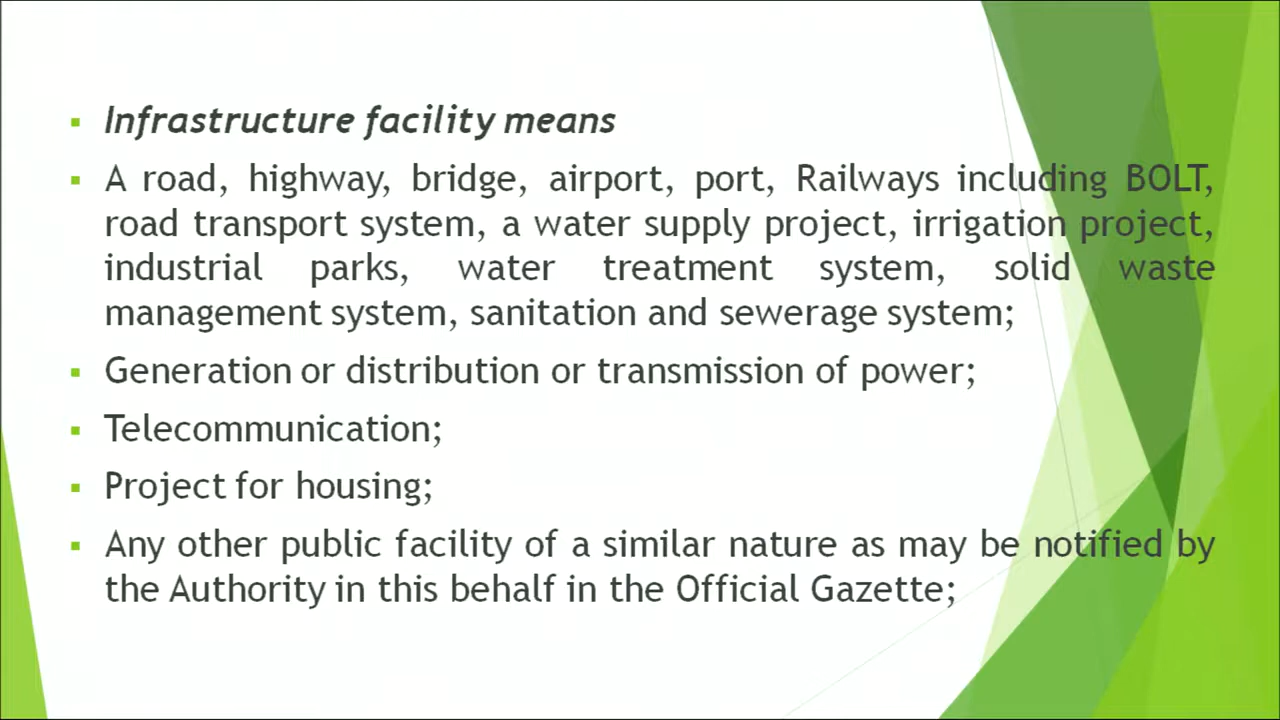 Infrastructure facility means
A road, highway, bridge, airport, port, Railways including BOLT,
road transport system, a water supply project, irrigation project,
industrial parks, water treatment system, solid waste
management system, sanitation and sewerage system;
Generation or distribution or transmission of power;
Telecommunication;
Project for housing;
Any other public facility of a similar nature as may be notified by
the Authority in this behalf in the Official Gazette;